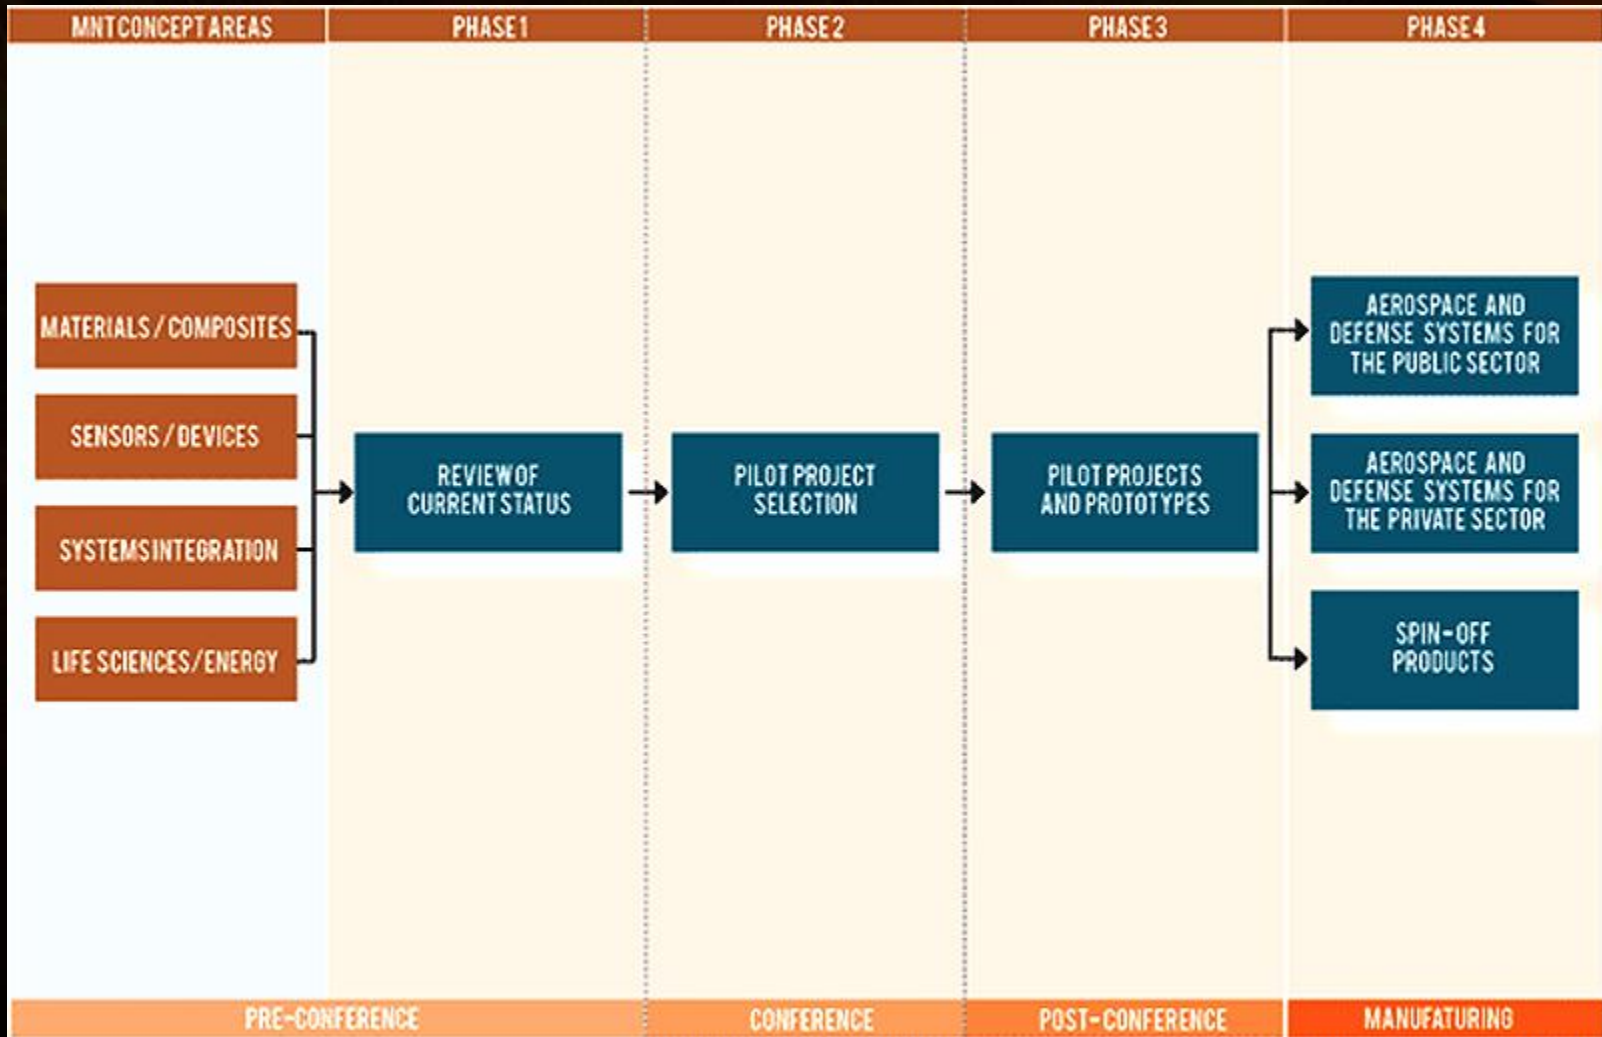 MNT CONCEPT AREAS
PHASE 1
PHASE 2
PHASE 3
PHASE 4
MATERIALS / COMPOSITES
SENSORS / DEVICES
SYSTEMS INTEGRATION
LIFE SCIENCES / ENERGY
REVIEW OF
CURRENT STATUS
PILOT PROJECT
SELECTION
PILOT PROJECTS
AND PROTOTYPES
AEROSPACE AND
DEFENSE SYSTEMS FOR
THE PUBLIC SECTOR
AEROSPACE AND
DEFENSE SYSTEMS FOR
THE PRIVATE SECTOR
SPIN-OFF
PRODUCTS
PRE-CONFERENCE
CONFERENCE
POST-CONFERENCE
MANUFATURING